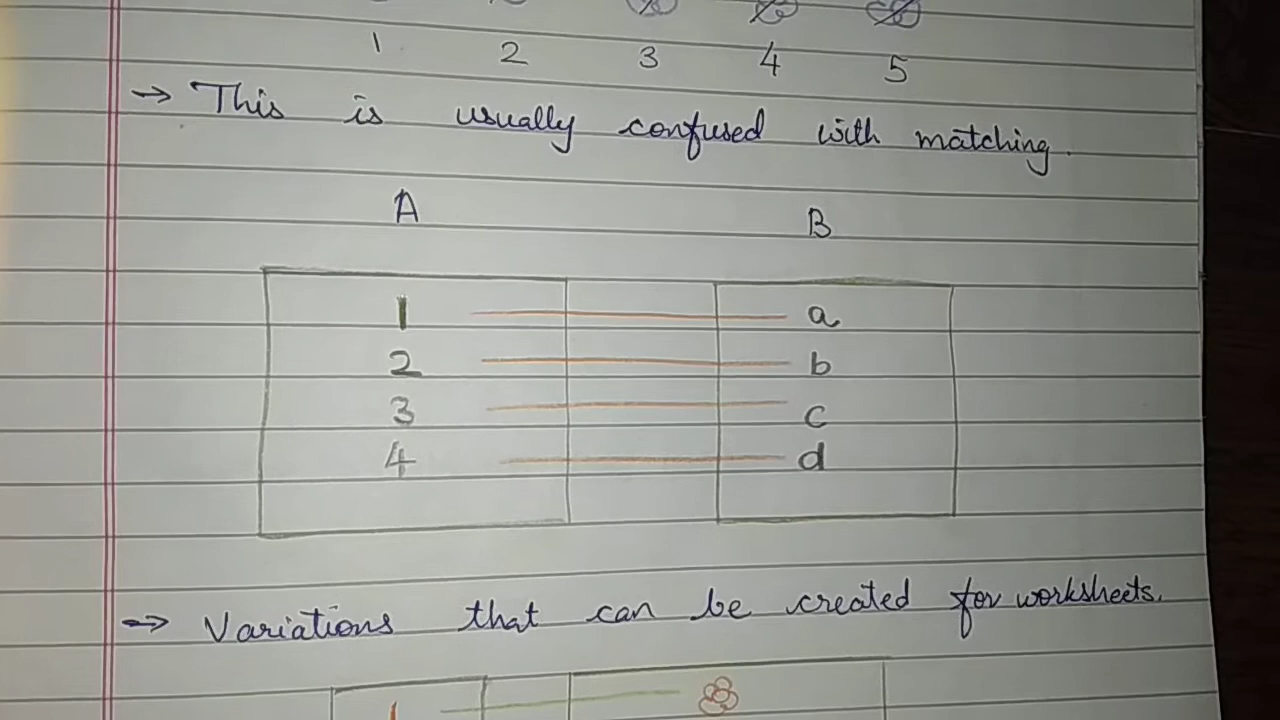 1 2 3 4 5
→ This is usually confused with matching.
A B
1 a
2 b
3 c
4 d
→ Variations that can be created for worksheets.